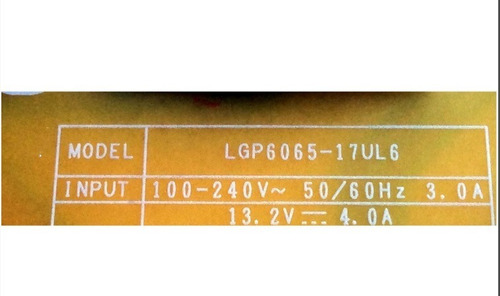 MODEL LGP6065-17UL6
INPUT 100-240V~ 50/60Hz 3.0A
13.2V⎓ 4.0A